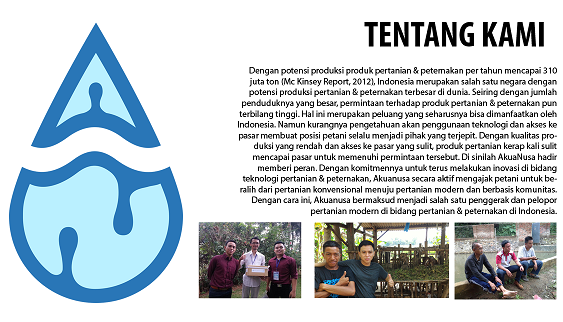 TENTANG KAMI
Dengan potensi produksi produk pertanian & peternakan per tahun mencapai 310
juta ton (Mc Kinsey Report, 2012), Indonesia merupakan salah satu negara dengan
potensi produksi pertanian & peternakan terbesar di dunia. Seiring dengan jumlah
penduduknya yang besar, permintaan terhadap produk pertanian & peternakan pun
terbilang tinggi. Hal ini merupakan peluang yang seharusnya bisa dimanfaatkan oleh
Indonesia. Namun kurangnya pengetahuan akan penggunaan teknologi dan akses ke
pasar membuat posisi petani selalu menjadi pihak yang terjepit. Dengan kualitas pro-
duksi yang rendah dan akses ke pasar yang sulit, produk pertanian kerap kali sulit
mencapai pasar untuk memenuhi permintaan tersebut. Di sinilah AkuaNusa hadir
memberi peran. Dengan komitmennya untuk terus melakukan inovasi di bidang
teknologi pertanian & peternakan, Akuanusa secara aktif mengajak petani untuk be-
ralih dari pertanian konvensional menuju pertanian modern dan berbasis komunitas.
Dengan cara ini, Akuanusa bermaksud menjadi salah satu penggerak dan pelopor
pertanian modern di bidang pertanian & peternakan di Indonesia.